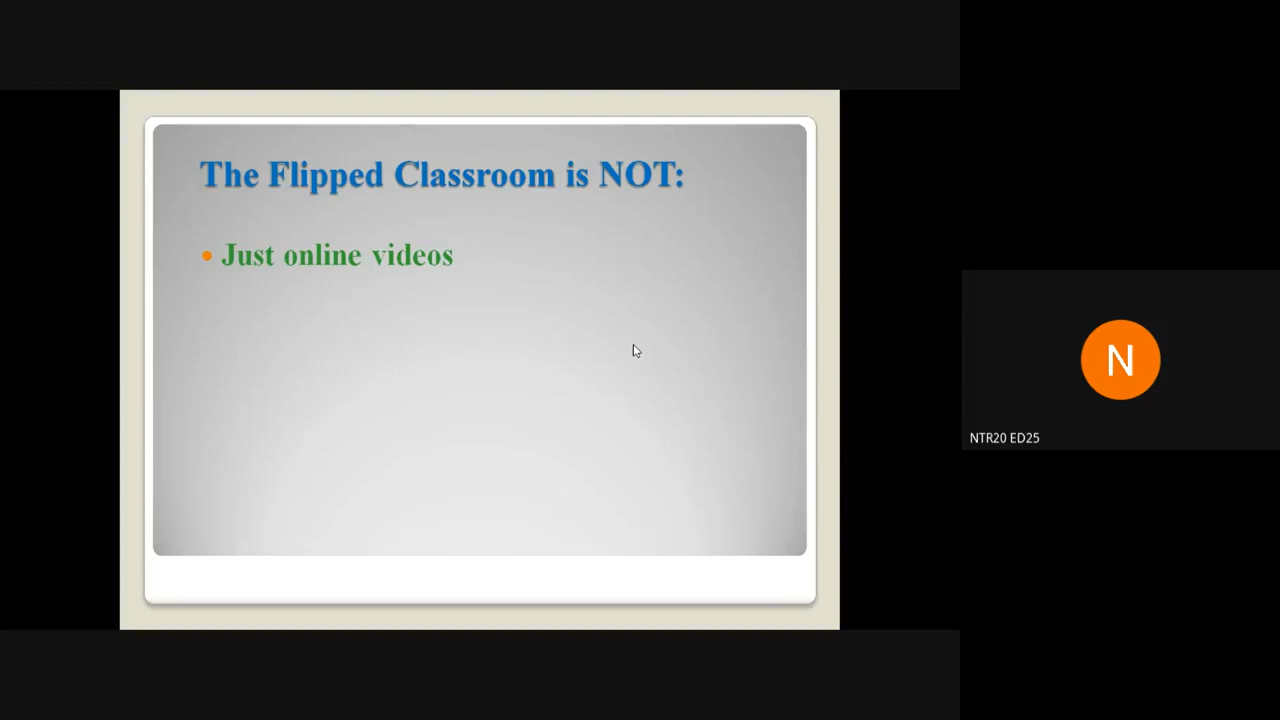 The Flipped Classroom is NOT:
• Just online videos
N
NTR20 ED25